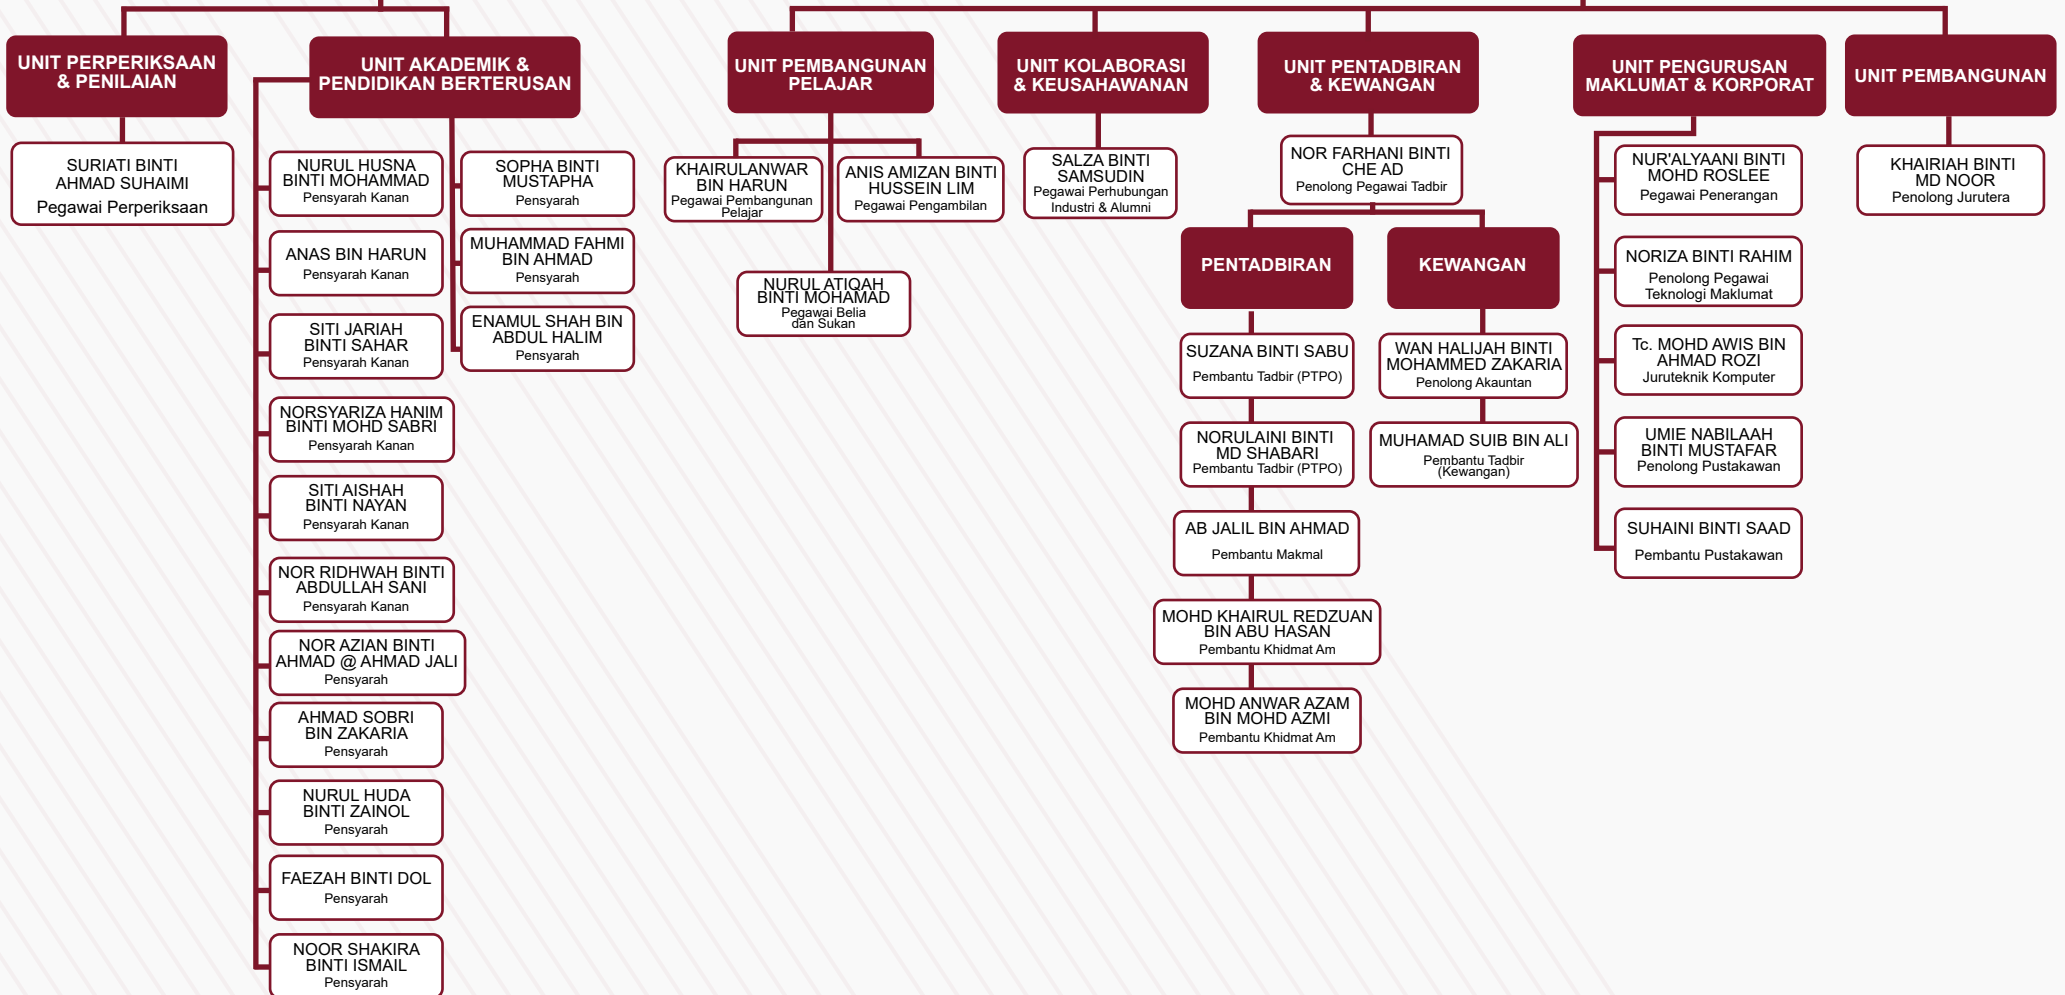 UNIT PERPERIKSAAN
& PENILAIAN
SURIATI BINTI
AHMAD SUHAIMI
Pegawai Perperiksaan
UNIT AKADEMIK &
PENDIDIKAN BERTERUSAN
NURUL HUSNA
BINTI MOHAMMAD
Pensyarah Kanan
ANAS BIN HARUN
Pensyarah Kanan
SITI JARIAH
BINTI SAHAR
Pensyarah Kanan
NORSYARIZA HANIM
BINTI MOHD SABRI
Pensyarah Kanan
SITI AISHAH
BINTI NAYAN
Pensyarah Kanan
NOR RIDHWAH BINTI
ABDULLAH SANI
Pensyarah Kanan
NOR AZIAN BINTI
AHMAD @ AHMAD JALI
Pensyarah
AHMAD SOBRI
BIN ZAKARIA
Pensyarah
NURUL HUDA
BINTI ZAINOL
Pensyarah
FAEZAH BINTI DOL
Pensyarah
NOOR SHAKIRA
BINTI ISMAIL
Pensyarah
SOPHA BINTI
MUSTAPHA
Pensyarah
MUHAMMAD FAHMI
BIN AHMAD
Pensyarah
ENAMUL SHAH BIN
ABDUL HALIM
Pensyarah
UNIT PEMBANGUNAN
PELAJAR
KHAIRULANWAR
BIN HARUN
Pegawai Pembangunan
Pelajar
ANIS AMIZAN BINTI
HUSSEIN LIM
Pegawai Pengambilan
NURUL ATIQAH
BINTI MOHAMAD
Pegawai Belia
dan Sukan
UNIT KOLABORASI
& KEUSAHAWANAN
SALZA BINTI
SAMSUDIN
Pegawai Perhubungan
Industri & Alumni
UNIT PENTADBIRAN
& KEWANGAN
NOR FARHANI BINTI
CHE AD
Penolong Pegawai Tadbir
PENTADBIRAN
SUZANA BINTI SABU
Pembantu Tadbir (PTPO)
NORULAINI BINTI
MD SHABARI
Pembantu Tadbir (PTPO)
AB JALIL BIN AHMAD
Pembantu Makmal
MOHD KHAIRUL REDZUAN
BIN ABU HASAN
Pembantu Khidmat Am
MOHD ANWAR AZAM
BIN MOHD AZMI
Pembantu Khidmat Am
KEWANGAN
WAN HALIJAH BINTI
MOHAMMED ZAKARIA
Penolong Akauntan
MUHAMAD SUIB BIN ALI
Pembantu Tadbir
(Kewangan)
UNIT PENGURUSAN
MAKLUMAT & KORPORAT
NUR'ALYAANI BINTI
MOHD ROSLEE
Pegawai Penerangan
NORIZA BINTI RAHIM
Penolong Pegawai
Teknologi Maklumat
Tc. MOHD AWIS BIN
AHMAD ROZI
Juruteknik Komputer
UMIE NABILAAH
BINTI MUSTAFAR
Penolong Pustakawan
SUHAINI BINTI SAAD
Pembantu Pustakawan
UNIT PEMBANGUNAN
KHAIRIAH BINTI
MD NOOR
Penolong Jurutera